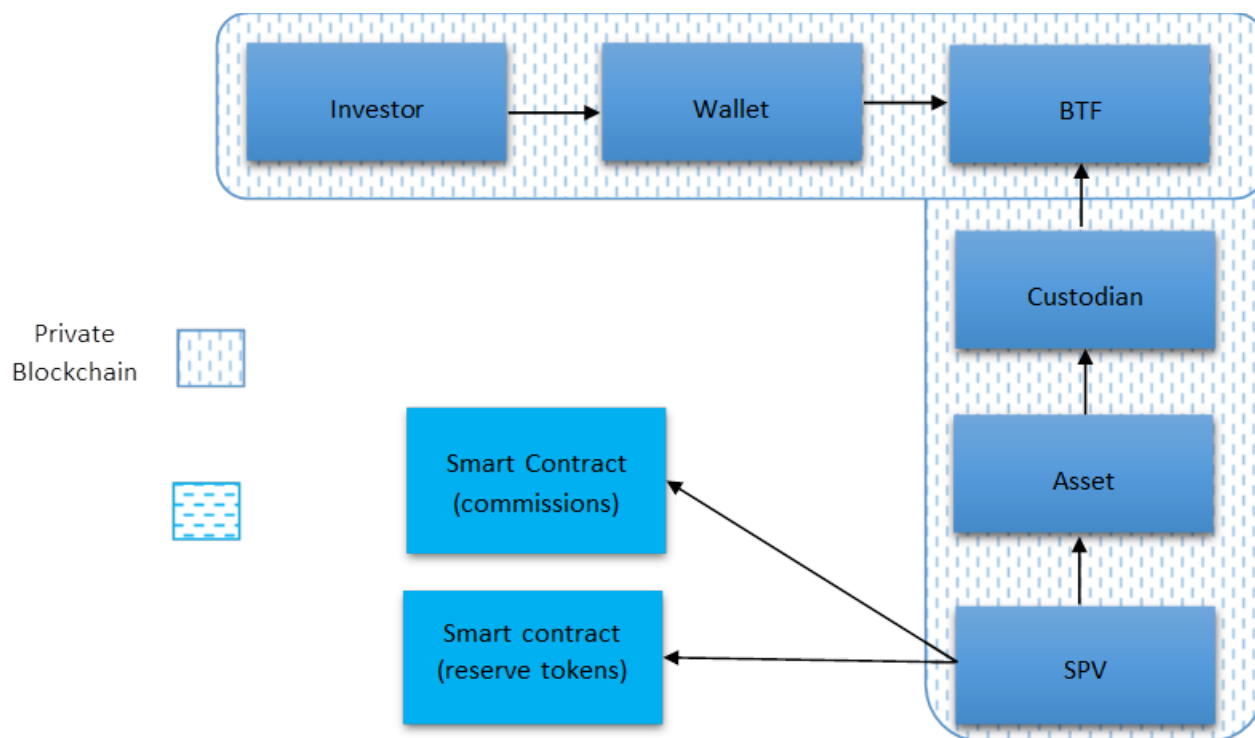 Investor
Wallet
BTF
Custodian
Private
Blockchain
Smart Contract
(commissions)
Asset
Smart contract
(reserve tokens)
SPV